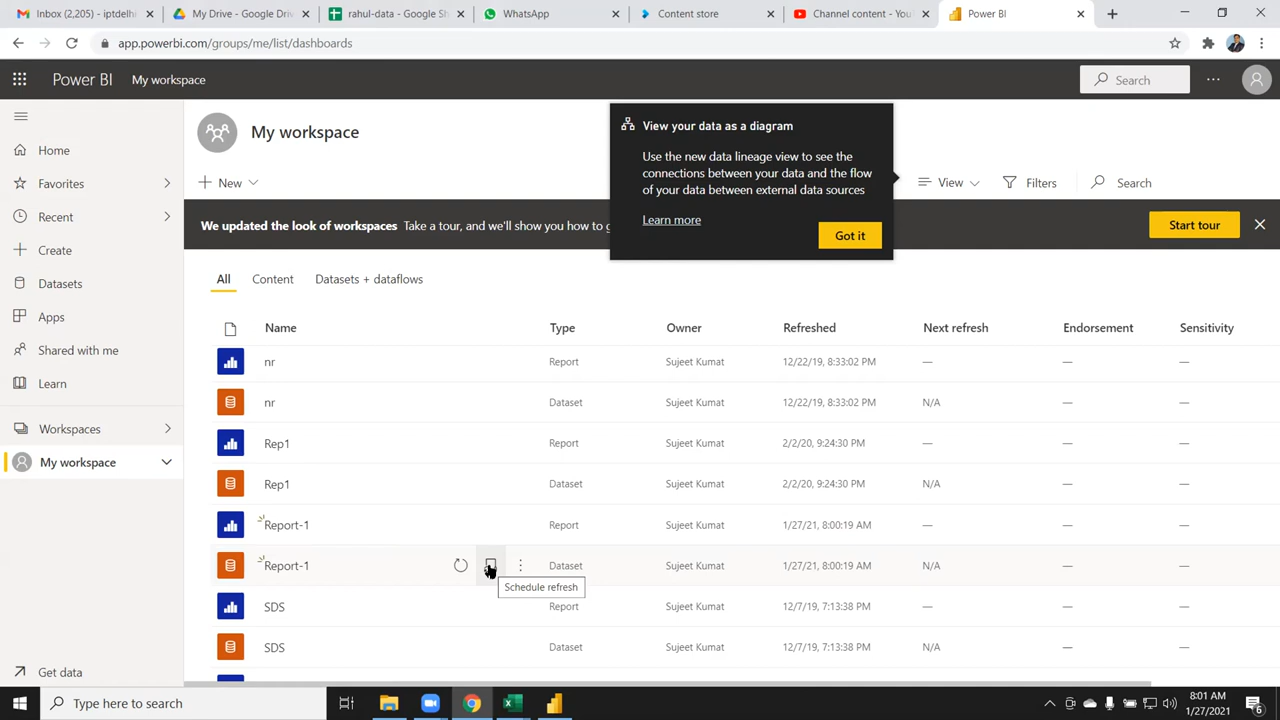 Inbox (2,205) - iptdelhi
My Drive - Google Driv
rahul-data - Google She
WhatsApp
Content store
Channel content - You
Power BI
app.powerbi.com/groups/me/list/dashboards
Power BI My workspace
Search
Home
Favorites
Recent
Create
Datasets
Apps
Shared with me
Learn
Workspaces
My workspace
Get data
My workspace
New
View your data as a diagram
Use the new data lineage view to see the
connections between your data and the flow
of your data between external data sources
Learn more
Got it
View
Filters
Search
We updated the look of workspaces Take a tour, and we'll show you how to g
Start tour
All Content Datasets + dataflows
Name Type Owner Refreshed Next refresh Endorsement Sensitivity
nr Report Sujeet Kumat 12/22/19, 8:33:02 PM — — —
nr Dataset Sujeet Kumat 12/22/19, 8:33:02 PM N/A — —
Rep1 Report Sujeet Kumat 2/2/20, 9:24:30 PM — — —
Rep1 Dataset Sujeet Kumat 2/2/20, 9:24:30 PM N/A — —
Report-1 Report Sujeet Kumat 1/27/21, 8:00:19 AM — — —
Report-1 Dataset Sujeet Kumat 1/27/21, 8:00:19 AM N/A — —
Schedule refresh
SDS Report Sujeet Kumat 12/7/19, 7:13:38 PM — — —
SDS Dataset Sujeet Kumat 12/7/19, 7:13:38 PM N/A — —
Type here to search
8:01 AM
1/27/2021
6